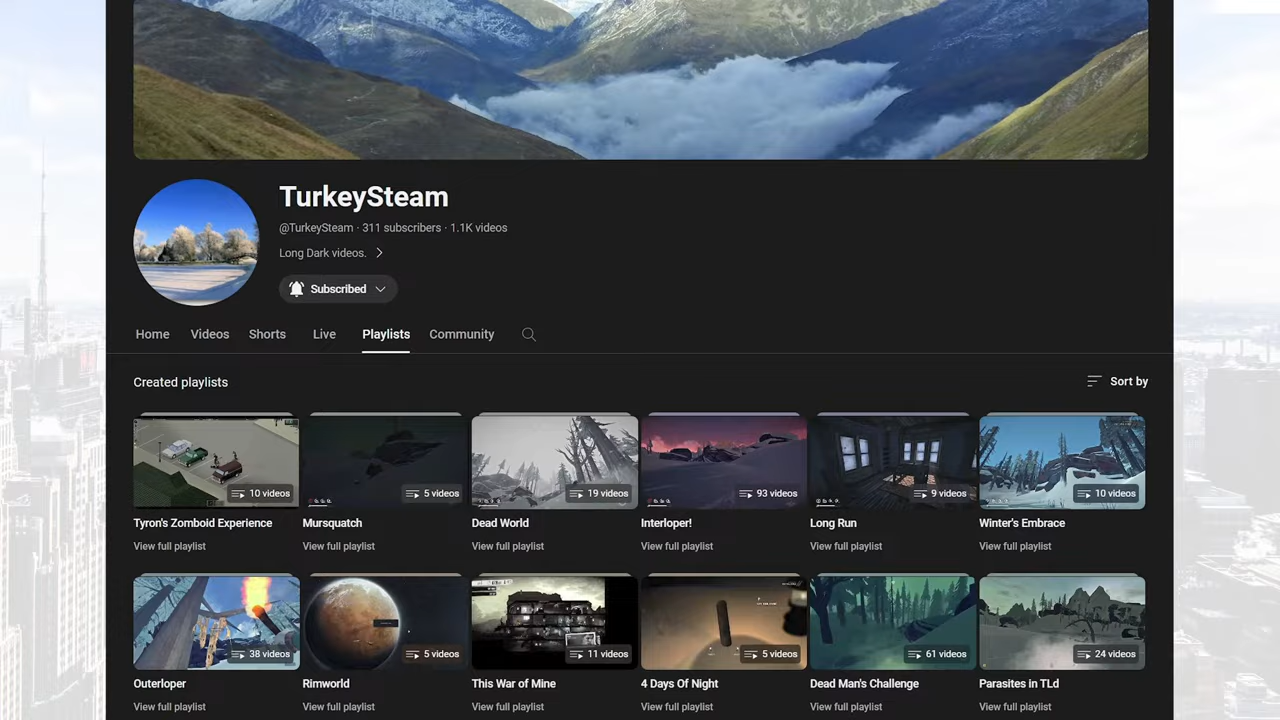 TurkeySteam
@TurkeySteam · 311 subscribers · 1.1K videos
Long Dark videos.
Subscribed
Home Videos Shorts Live Playlists Community
Created playlists
Sort by
10 videos 5 videos 19 videos 93 videos 9 videos 10 videos
Tyron's Zomboid Experience Mursquatch Dead World Interloper! Long Run Winter's Embrace
View full playlist View full playlist View full playlist View full playlist View full playlist View full playlist
38 videos 5 videos 11 videos 5 videos 61 videos 24 videos
Outerloper Rimworld This War of Mine 4 Days Of Night Dead Man's Challenge Parasites in TLd
View full playlist View full playlist View full playlist View full playlist View full playlist View full playlist